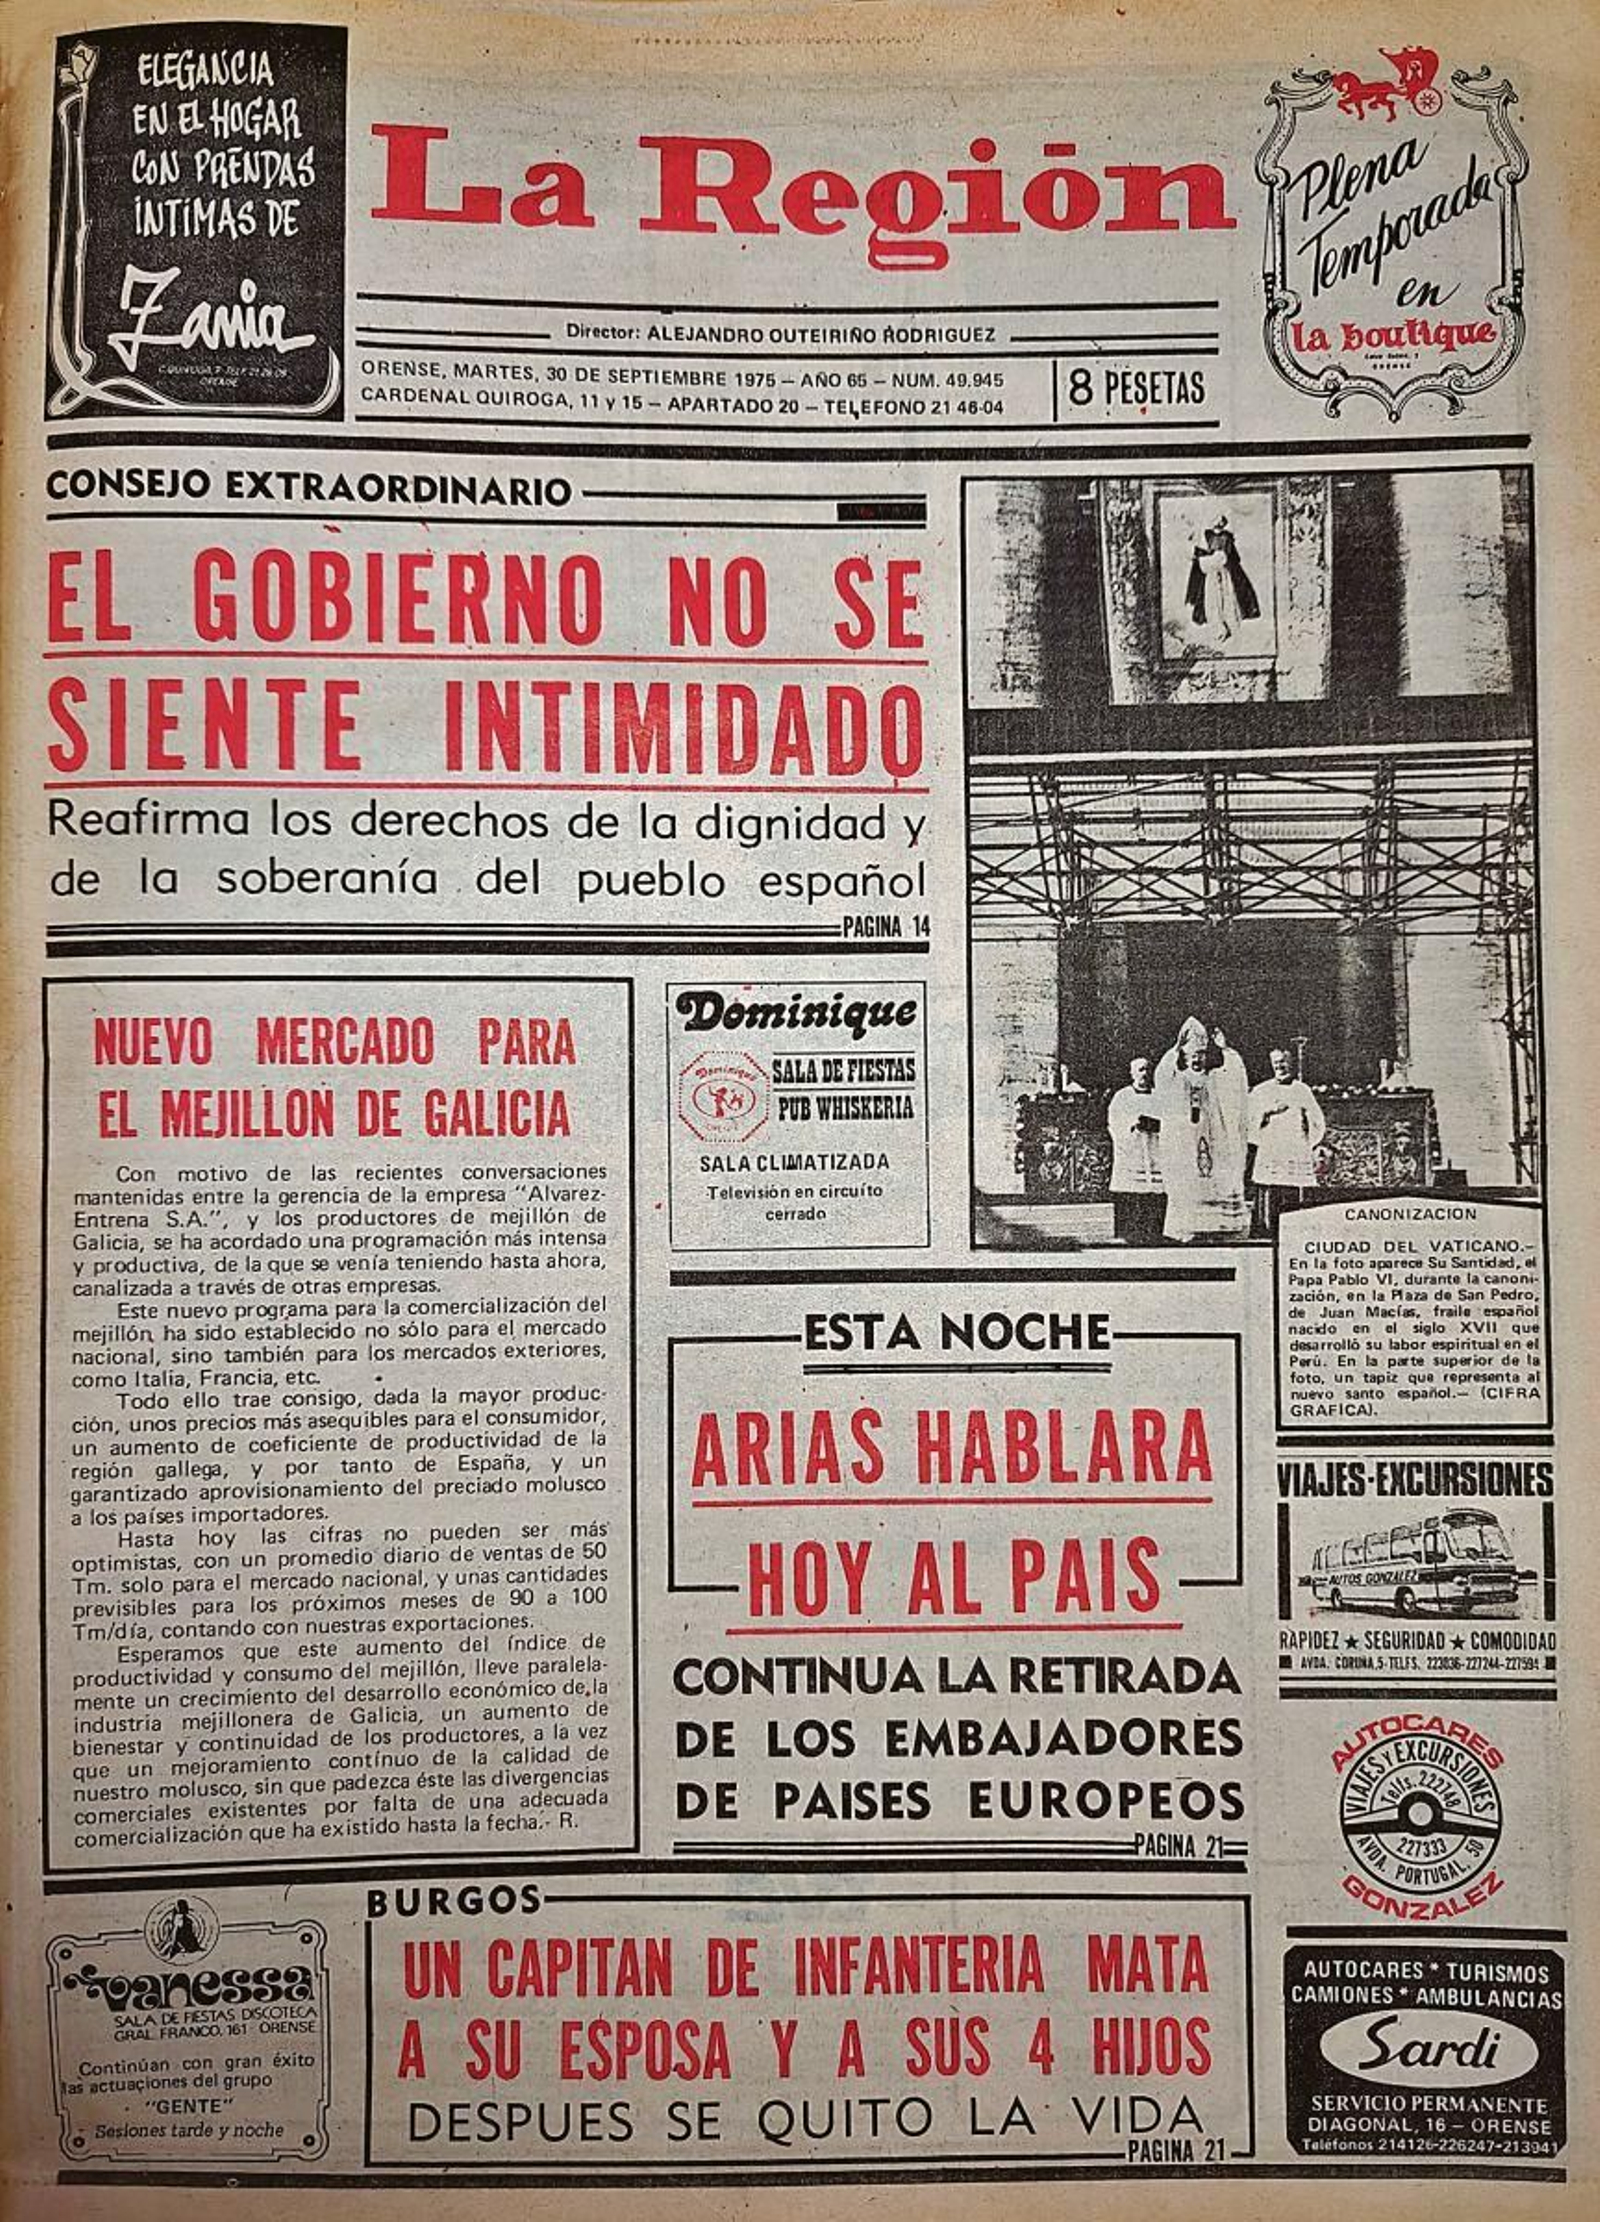 ELEGANCIA
EN EL HOGAR
CON PRENDAS
INTIMAS DE
Zania
ORENSE
La Región
Director: ALEJANDRO OUTEIRIÑO RODRIGUEZ
ORENSE, MARTES, 30 DE SEPTIEMBRE 1975 – AÑO 65 – NUM. 49.945
CARDENAL QUIROGA, 11 y 15 – APARTADO 20 – TELEFONO 21 46-04
8 PESETAS
Plena
Temporada
en
la boutique
ORENSE
CONSEJO EXTRAORDINARIO
EL GOBIERNO NO SE
SIENTE INTIMIDADO
Reafirma los derechos de la dignidad y
de la soberanía del pueblo español
PAGINA 14
NUEVO MERCADO PARA
EL MEJILLON DE GALICIA
Con motivo de las recientes conversaciones
mantenidas entre la gerencia de la empresa "Alvarez-
Entrena S.A.", y los productores de mejillón de
Galicia, se ha acordado una programación más intensa
y productiva, de la que se venía teniendo hasta ahora,
canalizada a través de otras empresas.
Este nuevo programa para la comercialización del
mejillón ha sido establecido no sólo para el mercado
nacional, sino también para los mercados exteriores,
como Italia, Francia, etc.
Todo ello trae consigo, dada la mayor produc-
ción, unos precios más asequibles para el consumidor,
un aumento de coeficiente de productividad de la
región gallega, y por tanto de España, y un
garantizado aprovisionamiento del preciado molusco
a los países importadores.
Hasta hoy las cifras no pueden ser más
optimistas, con un promedio diario de ventas de 50
Tm. solo para el mercado nacional, y unas cantidades
previsibles para los próximos meses de 90 a 100
Tm/día, contando con nuestras exportaciones.
Esperamos que este aumento del índice de
productividad y consumo del mejillón, lleve paralela-
mente un crecimiento del desarrollo económico de la
industria mejillonera de Galicia, un aumento de
bienestar y continuidad de los productores, a la vez
que un mejoramiento contínuo de la calidad de
nuestro molusco, sin que padezca éste las divergencias
comerciales existentes por falta de una adecuada
comercialización que ha existido hasta la fecha.- R.
Dominique
Dominique
SALA DE FIESTAS
PUB WHISKERIA
SALA CLIMATIZADA
Televisión en circuíto
cerrado
CANONIZACION
CIUDAD DEL VATICANO.-
En la foto aparece Su Santidad, el
Papa Pablo VI, durante la canoni-
zación, en la Plaza de San Pedro,
de Juan Macías, fraile español
nacido en el siglo XVII que
desarrolló su labor espiritual en el
Perú. En la parte superior de la
foto, un tapiz que representa al
nuevo santo español.— (CIFRA
GRAFICA).
ESTA NOCHE
ARIAS HABLARA
HOY AL PAIS
CONTINUA LA RETIRADA
DE LOS EMBAJADORES
DE PAISES EUROPEOS
PAGINA 21
VIAJES-EXCURSIONES
AUTOS GONZALEZ
RAPIDEZ ★ SEGURIDAD ★ COMODIDAD
AVDA. CORUÑA, 5-TELFS. 223036-227244-227594
AUTOCARES
VIAJES Y EXCURSIONES
Telfs. 222748
227333
AVDA. PORTUGAL, 50
GONZALEZ
Vanessa
SALA DE FIESTAS DISCOTECA
GRAL. FRANCO, 161 ORENSE
Continúan con gran éxito
las actuaciones del grupo
"GENTE"
Sesiones tarde y noche
BURGOS
UN CAPITAN DE INFANTERIA MATA
A SU ESPOSA Y A SUS 4 HIJOS
DESPUES SE QUITO LA VIDA
PAGINA 21
AUTOCARES * TURISMOS
CAMIONES * AMBULANCIAS
Sardi
SERVICIO PERMANENTE
DIAGONAL, 16 – ORENSE
Teléfonos 214126-226247-213941